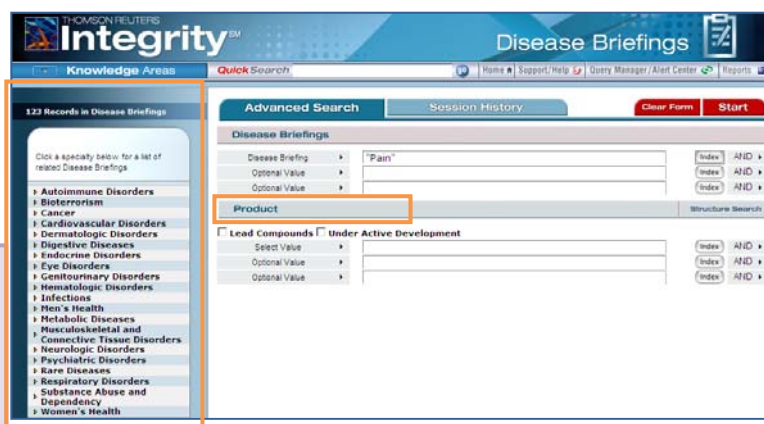 THOMSON REUTERS
Integrity SM
Disease Briefings
Knowledge Areas
QuickSearch
Home
Support/Help
Query Manager/Alert Center
Reports
123 Records in Disease Briefings
Click a specialty below for a list of
related Disease Briefings
Autoimmune Disorders
Bioterrorism
Cancer
Cardiovascular Disorders
Dermatologic Disorders
Digestive Diseases
Endocrine Disorders
Eye Disorders
Genitourinary Disorders
Hematologic Disorders
Infections
Men's Health
Metabolic Diseases
Musculoskeletal and
Connective Tissue Disorders
Neurologic Disorders
Psychiatric Disorders
Rare Diseases
Respiratory Disorders
Substance Abuse and
Dependency
Women's Health
Advanced Search
Session History
Clear Form
Start
Disease Briefings
Disease Briefing "Pain" Index AND
Optional Value Index AND
Optional Value Index AND
Product
Structure Search
Lead Compounds Under Active Development
Select Value Index AND
Optional Value Index AND
Optional Value Index AND